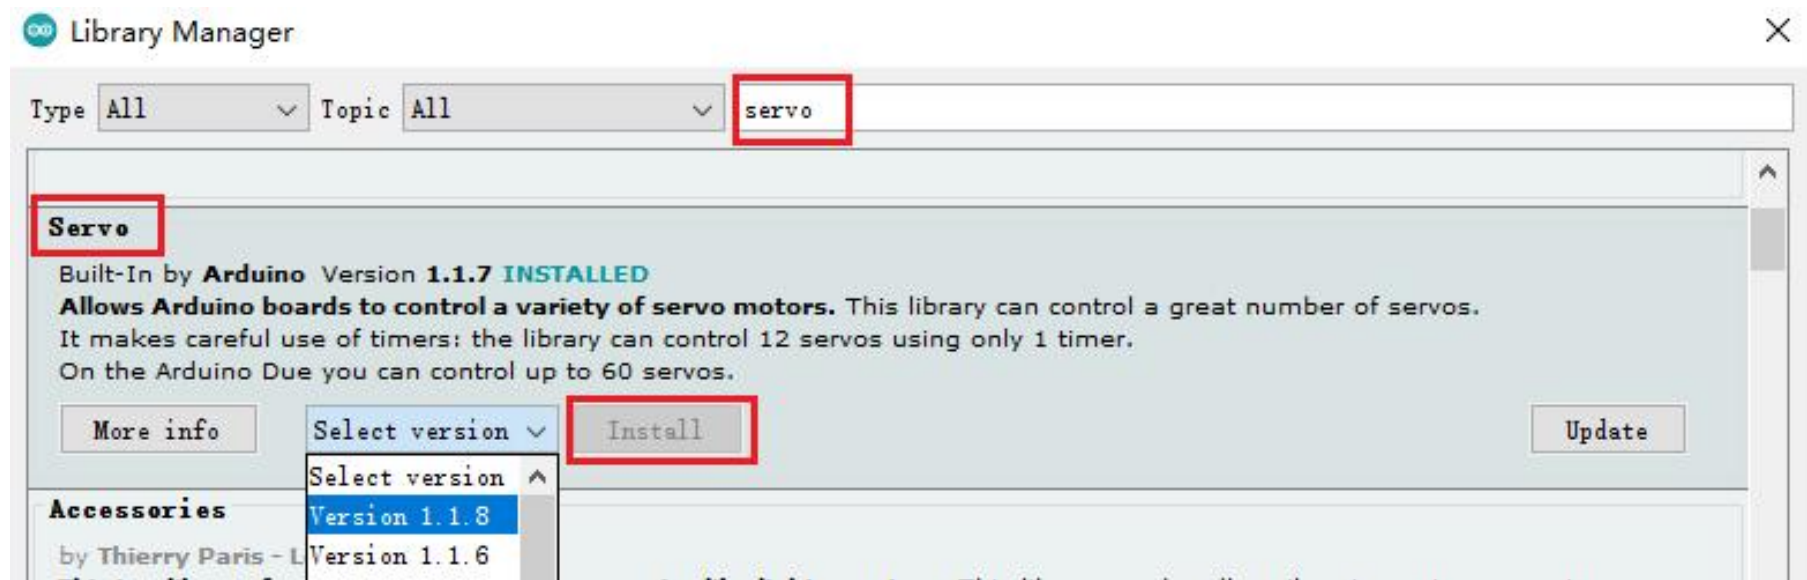 Library Manager
Type All Topic All servo
Servo
Built-In by Arduino Version 1.1.7 INSTALLED
Allows Arduino boards to control a variety of servo motors. This library can control a great number of servos.
It makes careful use of timers: the library can control 12 servos using only 1 timer.
On the Arduino Due you can control up to 60 servos.
More info Select version Install Update
Select version
Accessories
Version 1.1.8
by Thierry Paris - L
Version 1.1.6